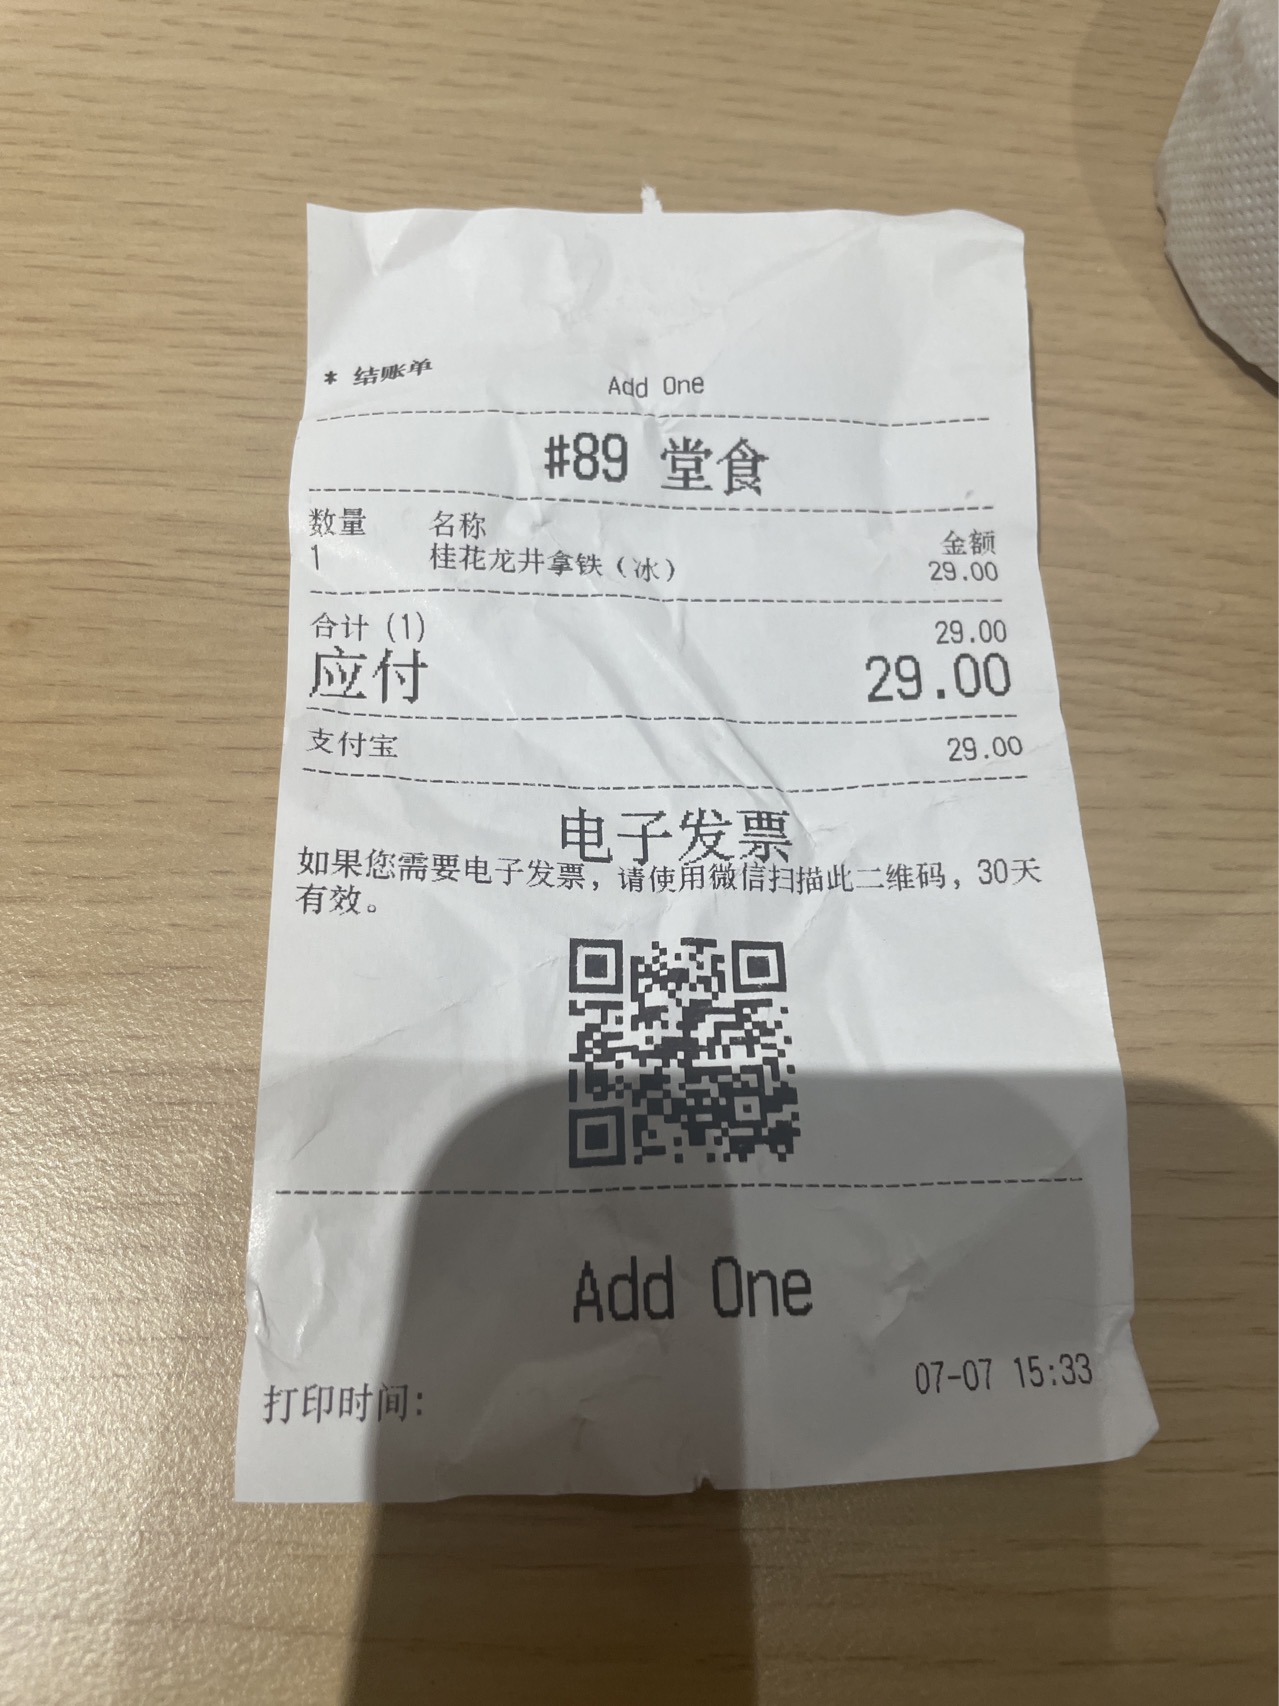 * 结账单
Add One
#89 堂食
数量 名称 金额
1 桂花龙井拿铁（冰） 29.00
合计 (1) 29.00
应付 29.00
支付宝 29.00
电子发票
如果您需要电子发票，请使用微信扫描此二维码，30天
有效。
Add One
打印时间: 07-07 15:33